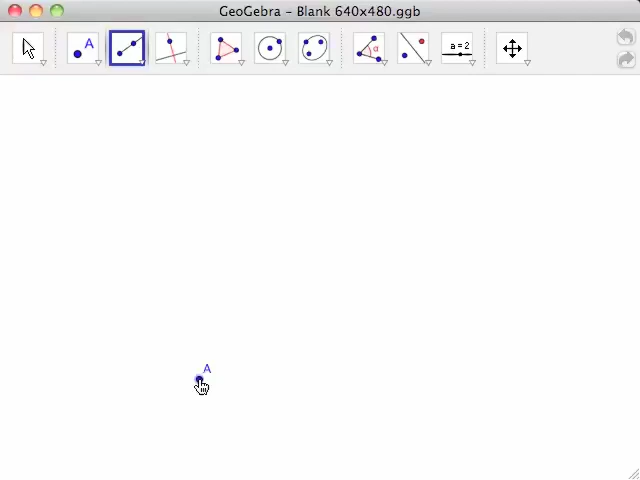 GeoGebra - Blank 640x480.ggb
A
α
a = 2
A